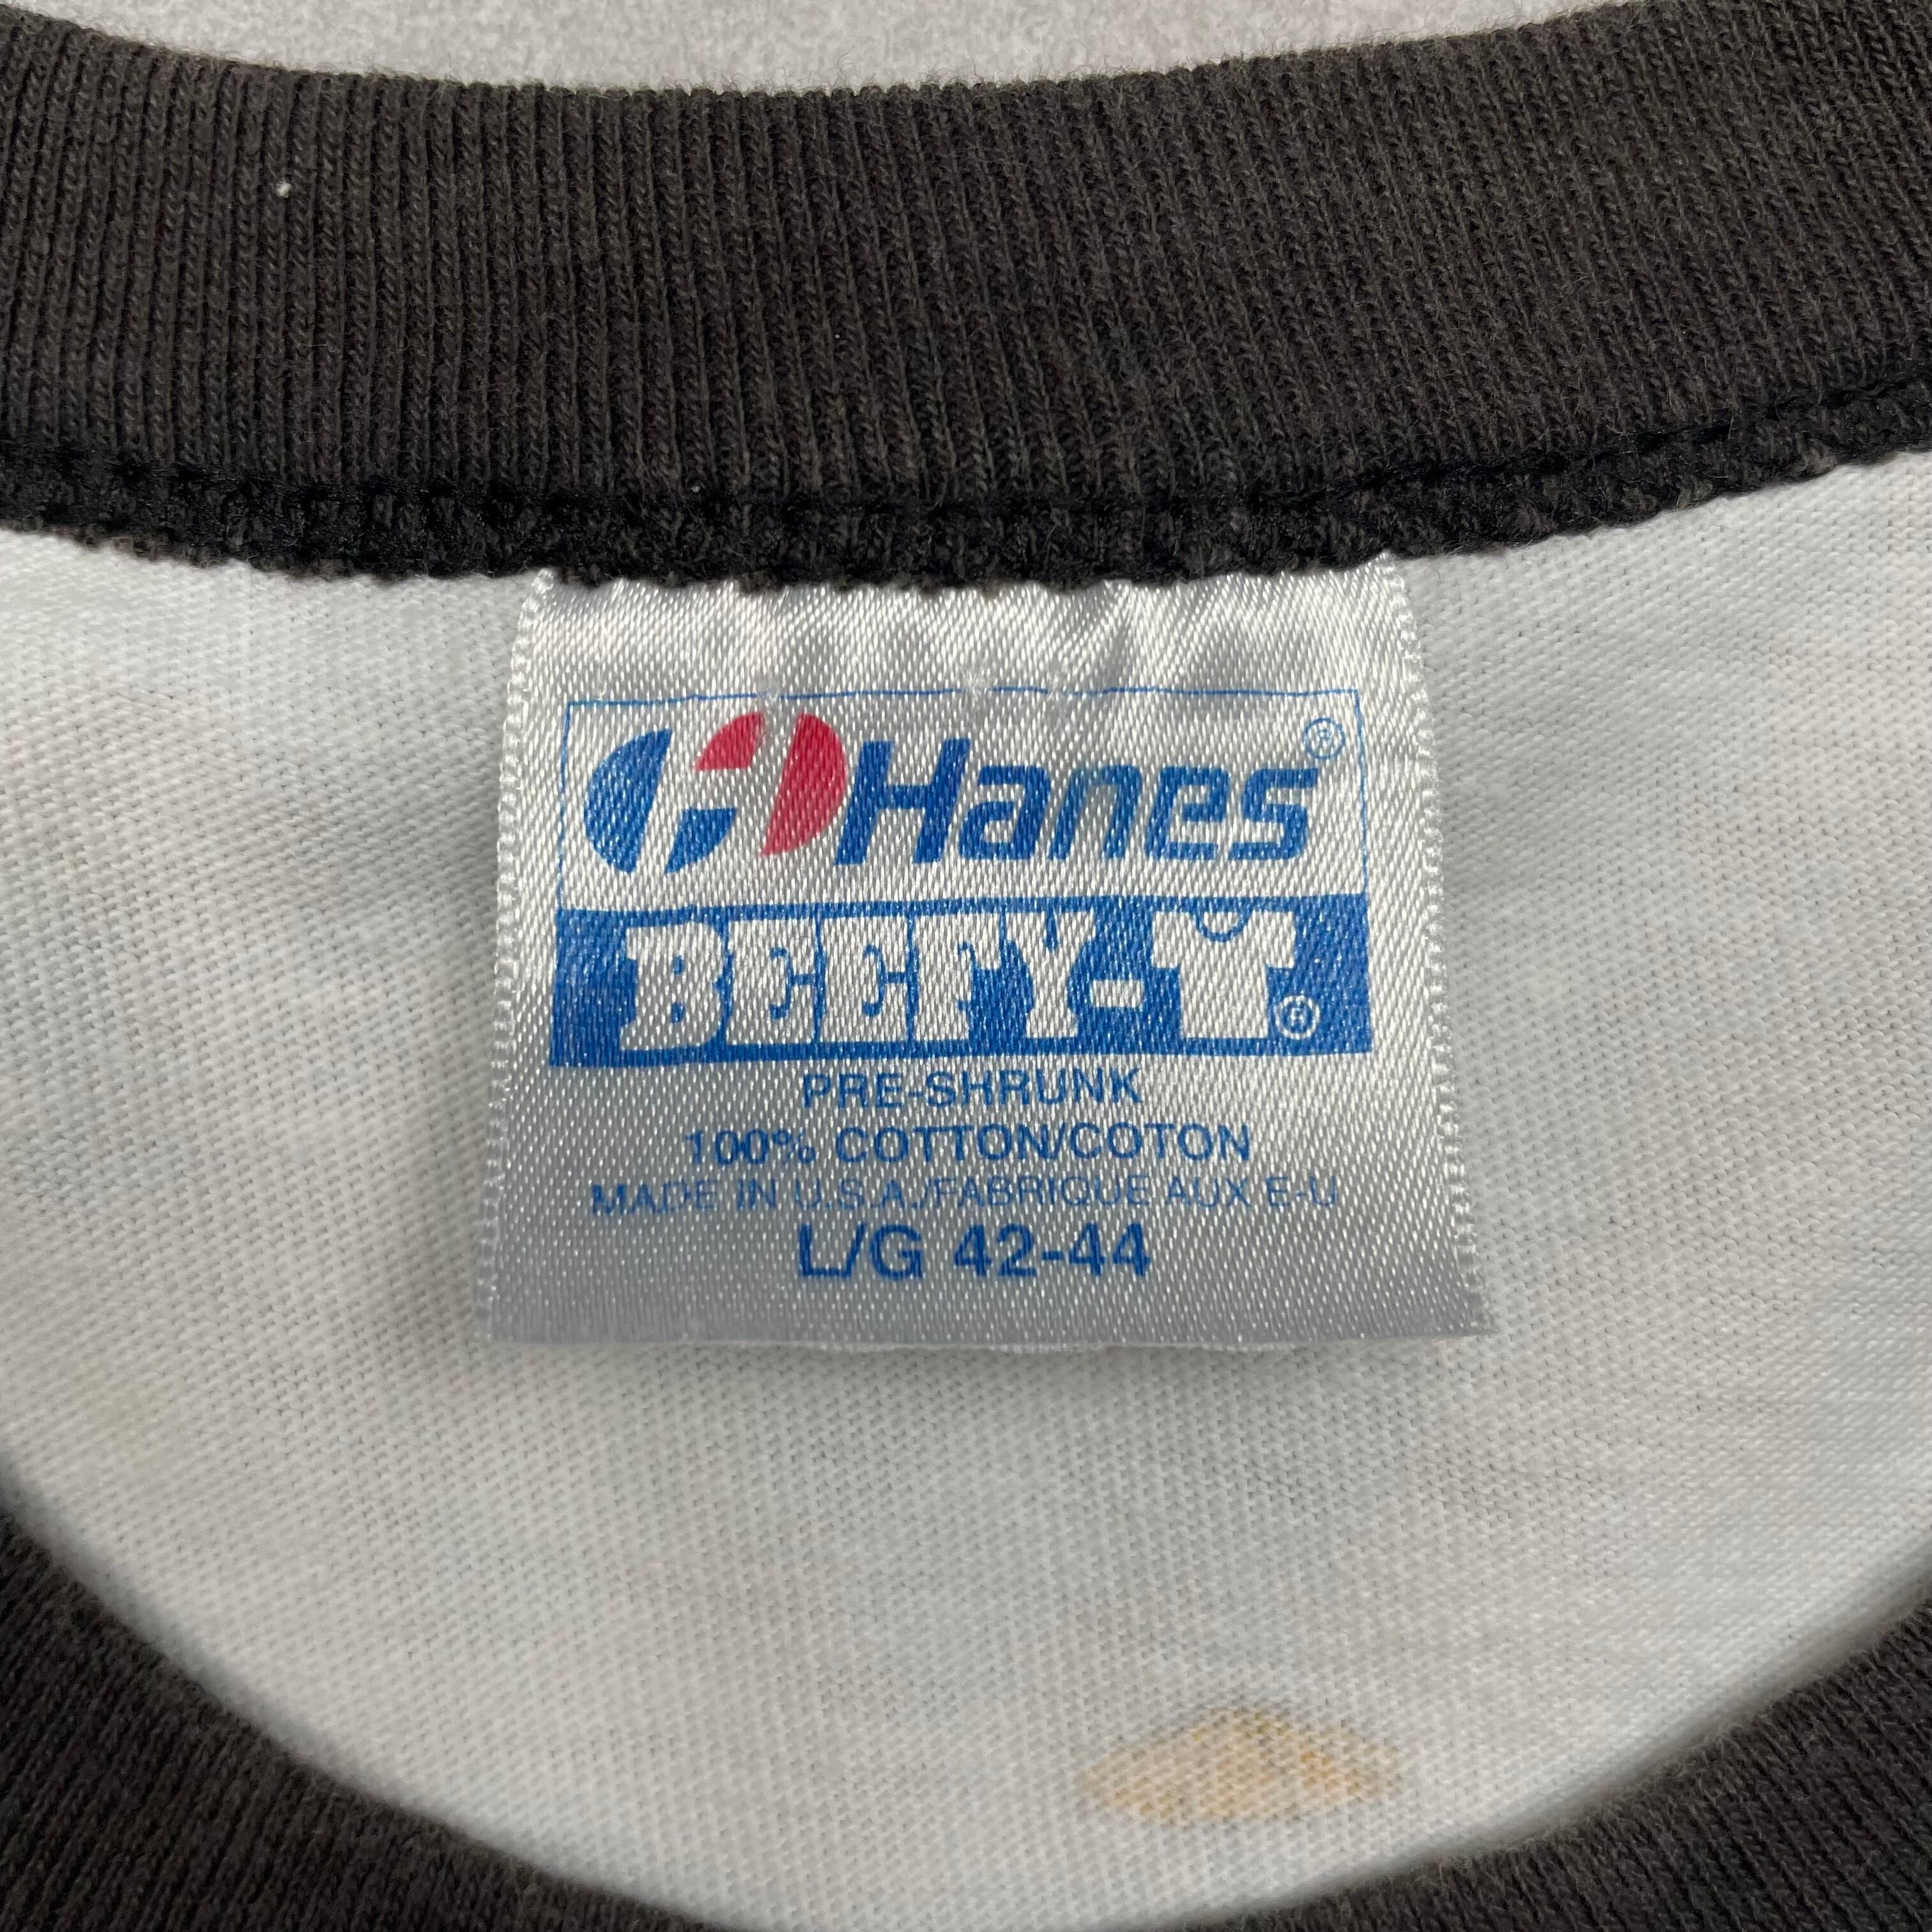 Hanes®
BEEFY-T®
PRE-SHRUNK
100% COTTON/COTON
MADE IN U.S.A./FABRIQUE AUX E-U
L/G 42-44